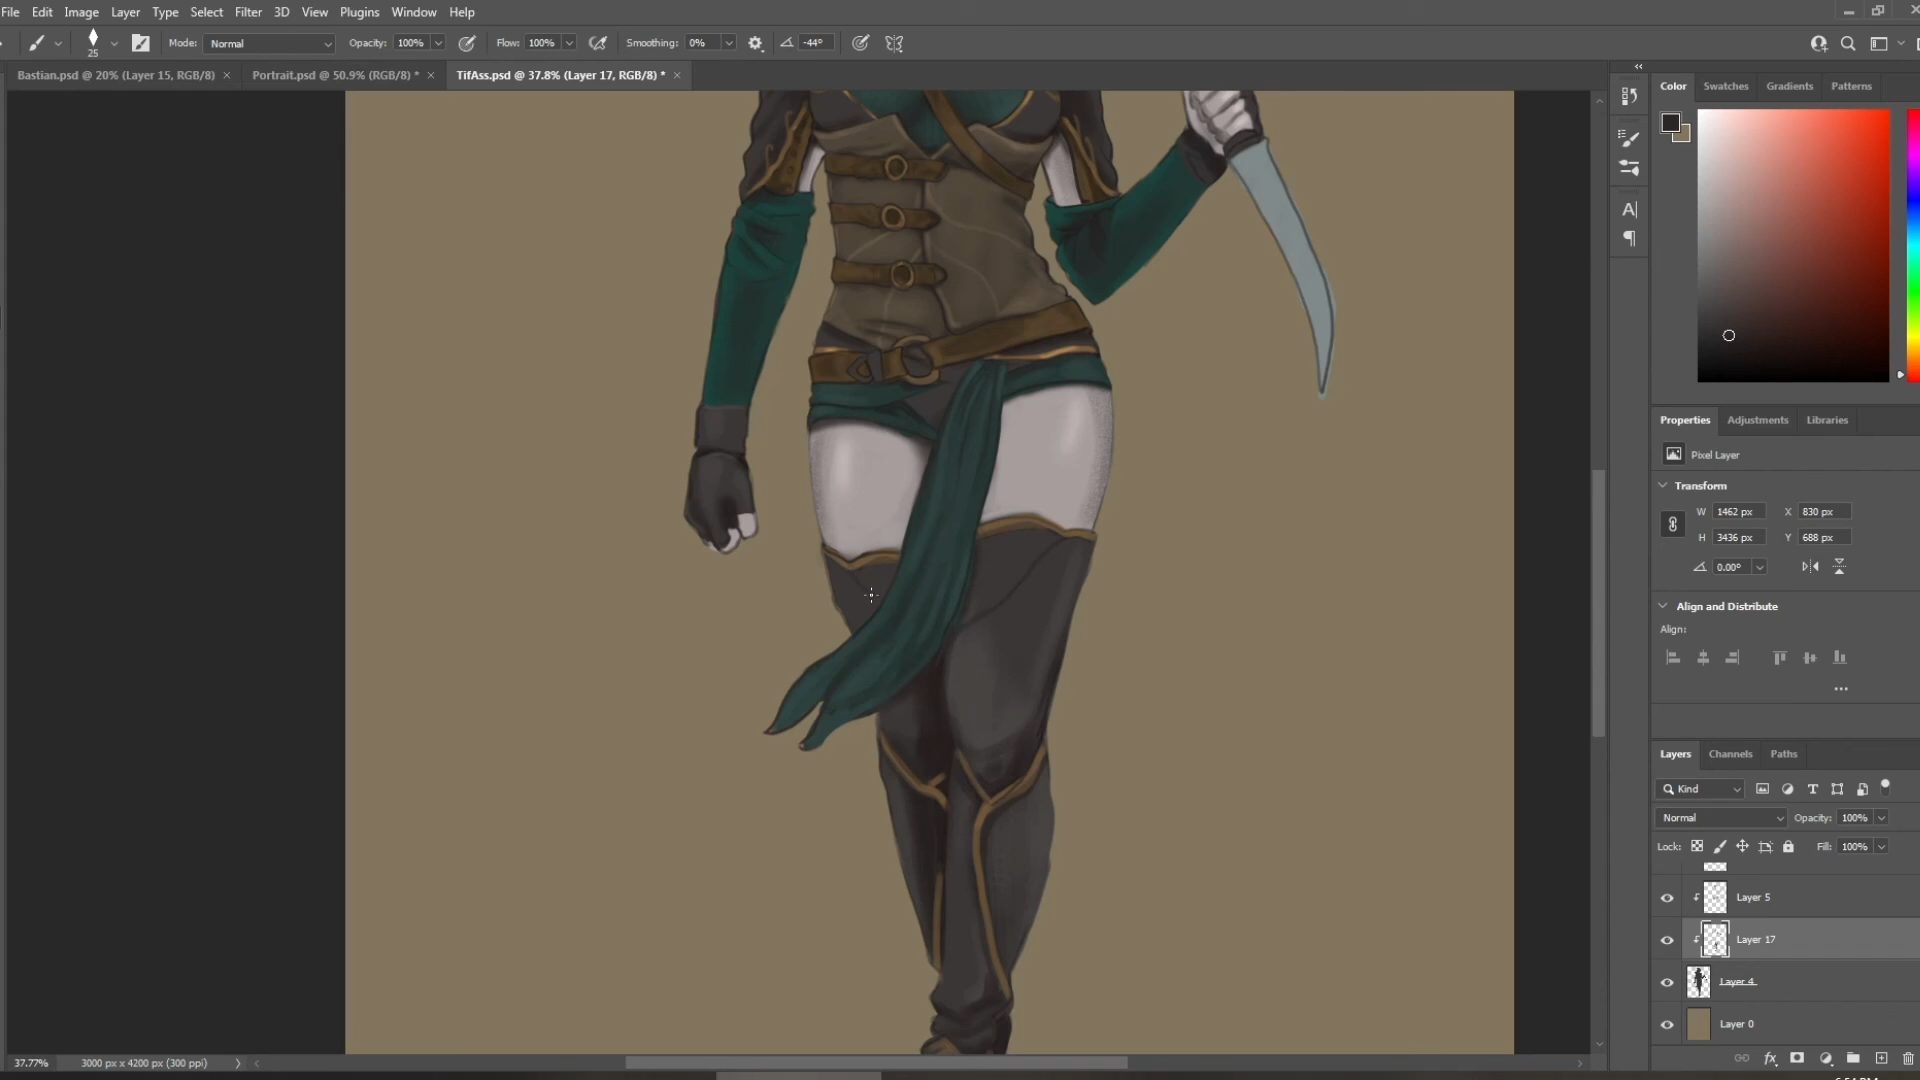 File Edit Image Layer Type Select Filter 3D View Plugins Window Help
25 Mode: Normal Opacity: 100% Flow: 100% Smoothing: 0% -44°
Bastian.psd @ 20% (Layer 15, RGB/8) × Portrait.psd @ 50.9% (RGB/8) * × TifAss.psd @ 37.8% (Layer 17, RGB/8) * ×
Color Swatches Gradients Patterns
Properties Adjustments Libraries
Pixel Layer
Transform
W 1462 px X 830 px
H 3436 px Y 688 px
0.00°
Align and Distribute
Align:
Layers Channels Paths
Kind
Normal Opacity: 100%
Lock: Fill: 100%
Layer 5
Layer 17
Layer 4
Layer 0
37.77% 3000 px x 4200 px (300 ppi)